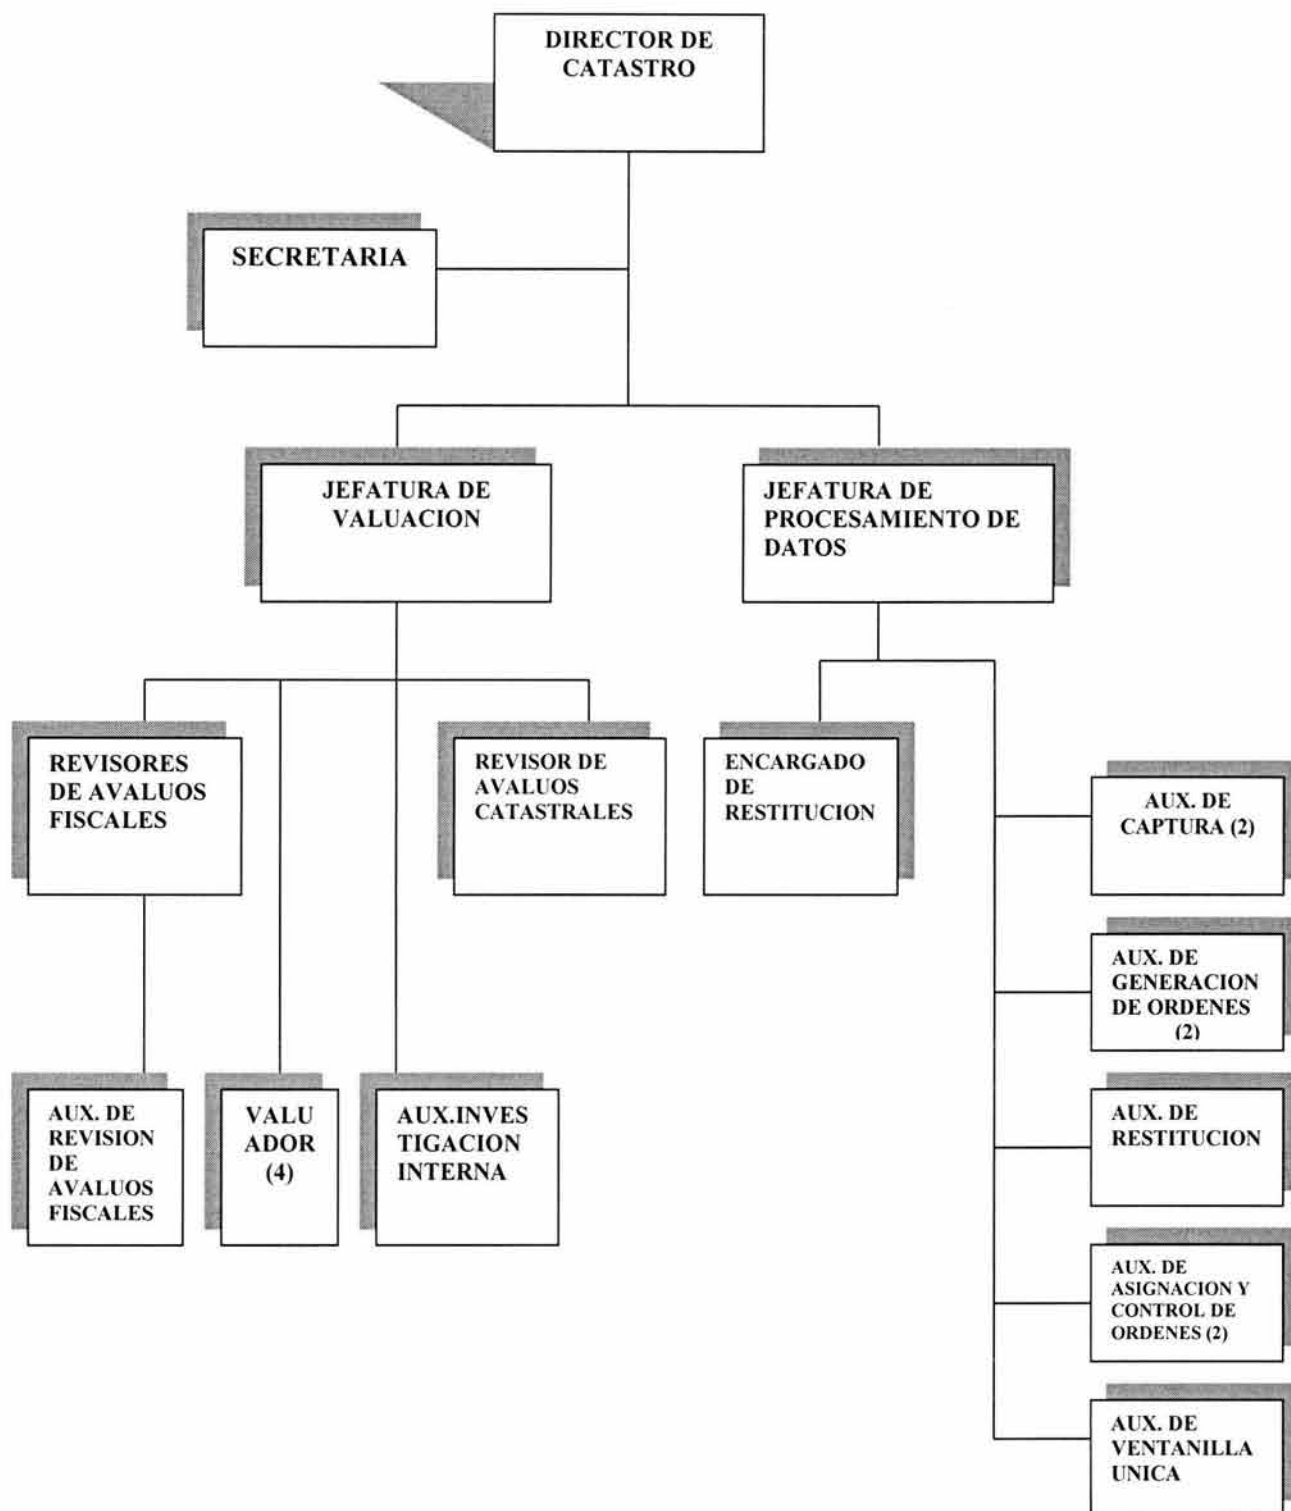 DIRECTOR DE
CATASTRO
SECRETARIA
JEFATURA DE
VALUACION
JEFATURA DE
PROCESAMIENTO DE
DATOS
REVISORES
DE AVALUOS
FISCALES
REVISOR DE
AVALUOS
CATASTRALES
ENCARGADO
DE
RESTITUCION
AUX. DE
CAPTURA (2)
AUX. DE
GENERACION
DE ORDENES
(2)
AUX. DE
REVISION
DE
AVALUOS
FISCALES
VALU
ADOR
(4)
AUX.INVES
TIGACION
INTERNA
AUX. DE
RESTITUCION
AUX. DE
ASIGNACION Y
CONTROL DE
ORDENES (2)
AUX. DE
VENTANILLA
UNICA